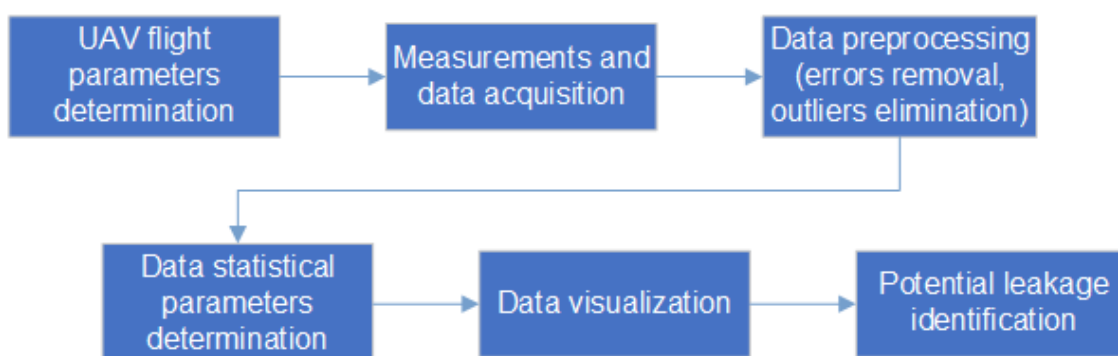 UAV flight
parameters
determination
Measurements and
data acquisition
Data preprocessing
(errors removal,
outliers elimination)
Data statistical
parameters
determination
Data visualization
Potential leakage
identification